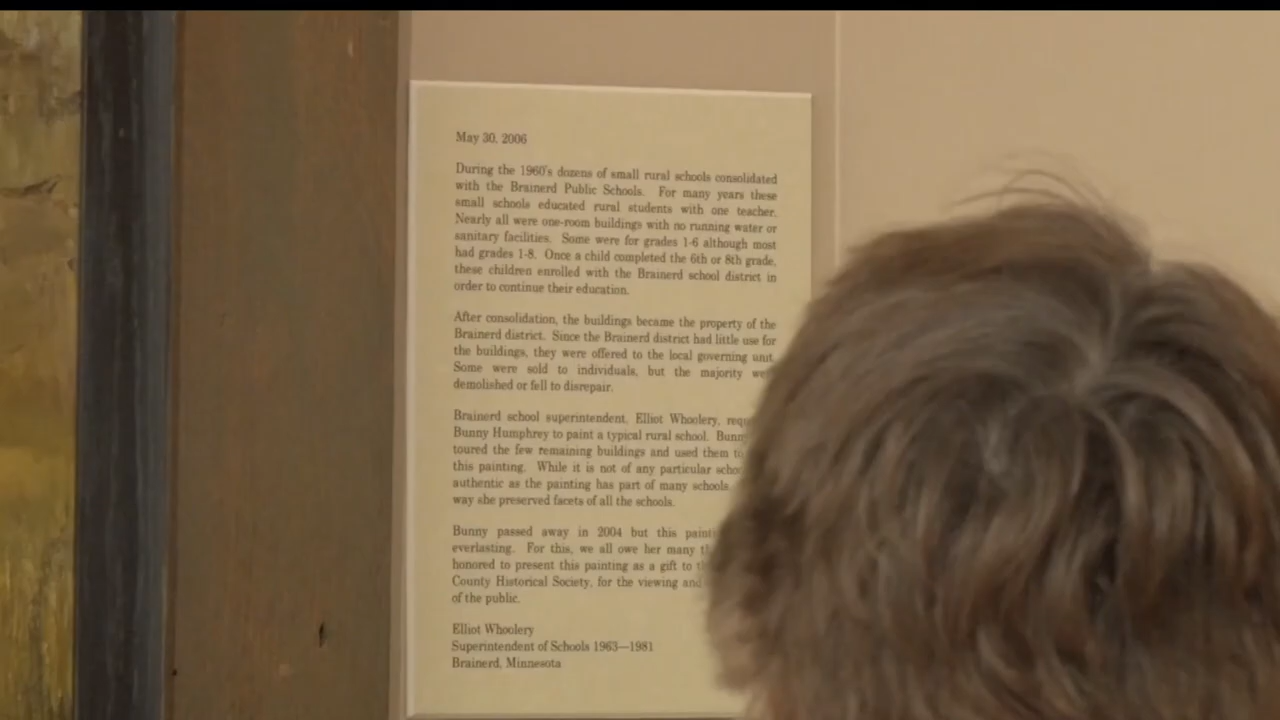 May 30, 2006
During the 1960's dozens of small rural schools consolidated
with the Brainerd Public Schools. For many years these
small schools educated rural students with one teacher.
Nearly all were one-room buildings with no running water or
sanitary facilities. Some were for grades 1-6 although most
had grades 1-8. Once a child completed the 6th or 8th grade,
these children enrolled with the Brainerd school district in
order to continue their education.
After consolidation, the buildings became the property of the
Brainerd district. Since the Brainerd district had little use for
the buildings, they were offered to the local governing unit.
Some were sold to individuals, but the majority
demolished or fell to disrepair.
Brainerd school superintendent, Elliot Whoolery,
Bunny Humphrey to paint a typical rural school. Bunny
toured the few remaining buildings and used them to
this painting. While it is not of any particular
authentic as the painting has part of many schools.
way she preserved facets of all the schools.
Bunny passed away in 2004 but this
everlasting. For this, we all owe her many
honored to present this painting as a gift to
County Historical Society, for the viewing and
of the public.
Elliot Whoolery
Superintendent of Schools 1963—1981
Brainerd, Minnesota